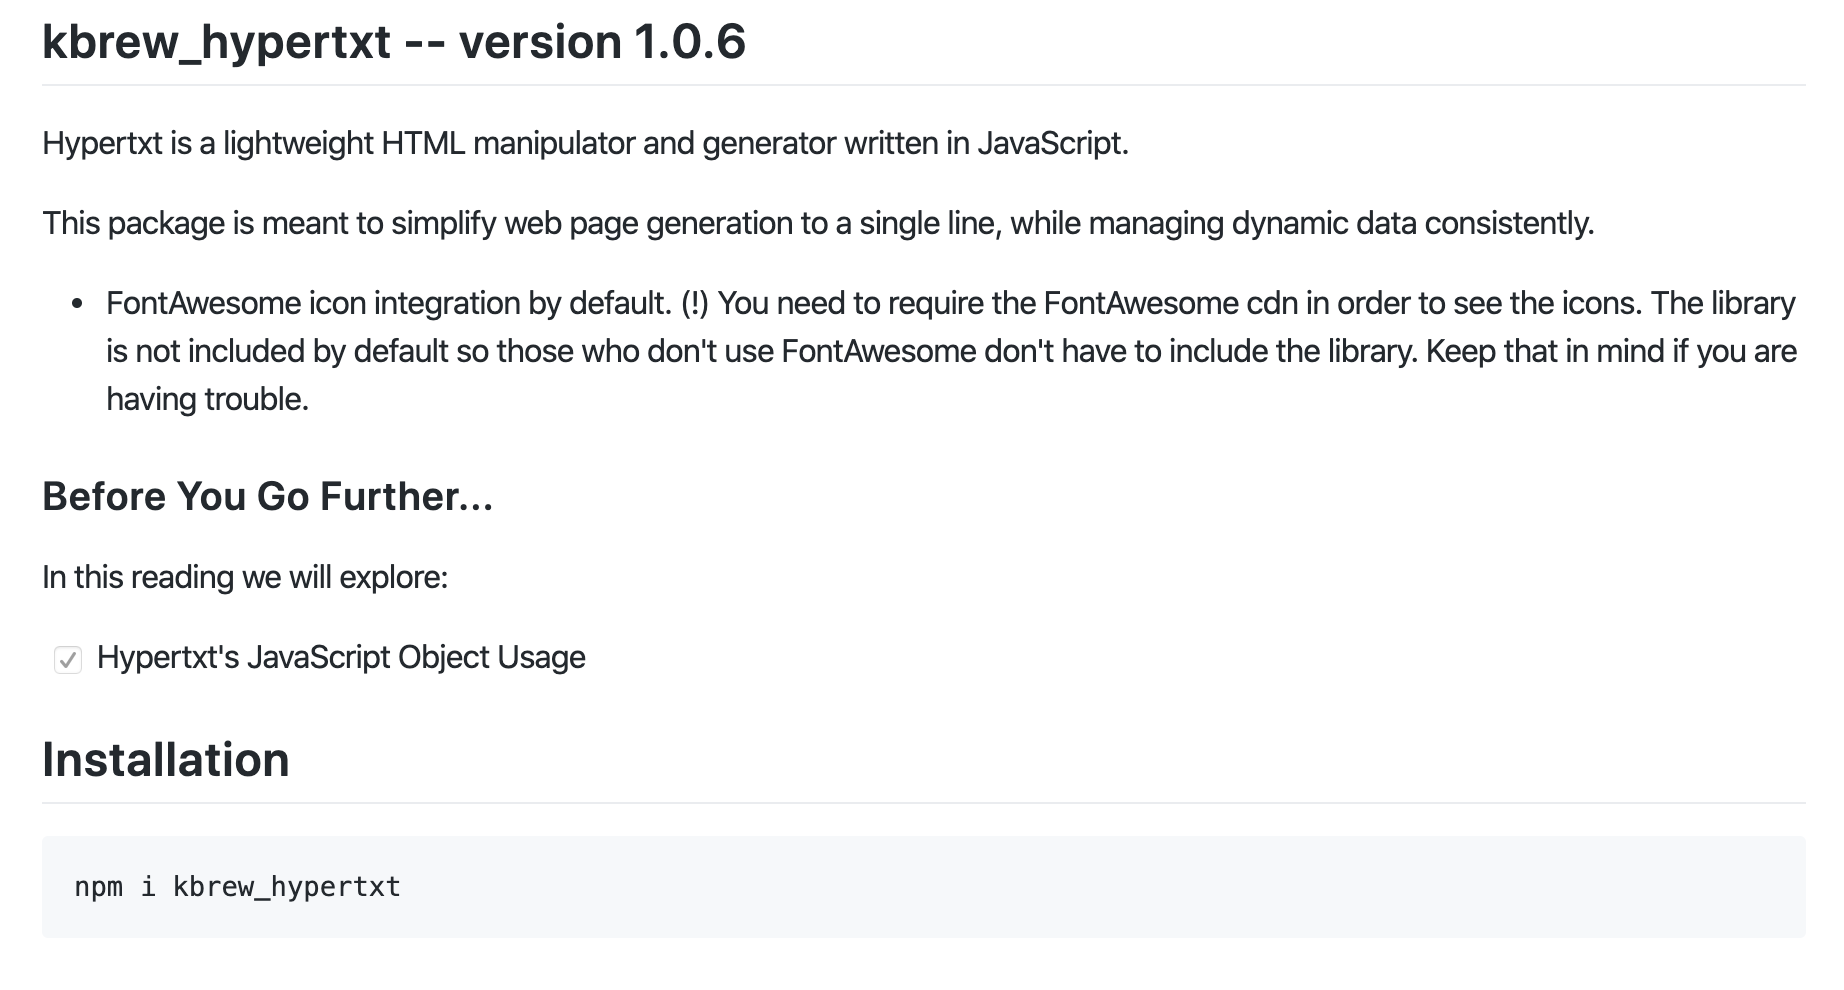 kbrew_hypertxt -- version 1.0.6
Hypertxt is a lightweight HTML manipulator and generator written in JavaScript.
This package is meant to simplify web page generation to a single line, while managing dynamic data consistently.
FontAwesome icon integration by default. (!) You need to require the FontAwesome cdn in order to see the icons. The library
is not included by default so those who don't use FontAwesome don't have to include the library. Keep that in mind if you are
having trouble.
Before You Go Further...
In this reading we will explore:
Hypertxt's JavaScript Object Usage
Installation
npm i kbrew_hypertxt